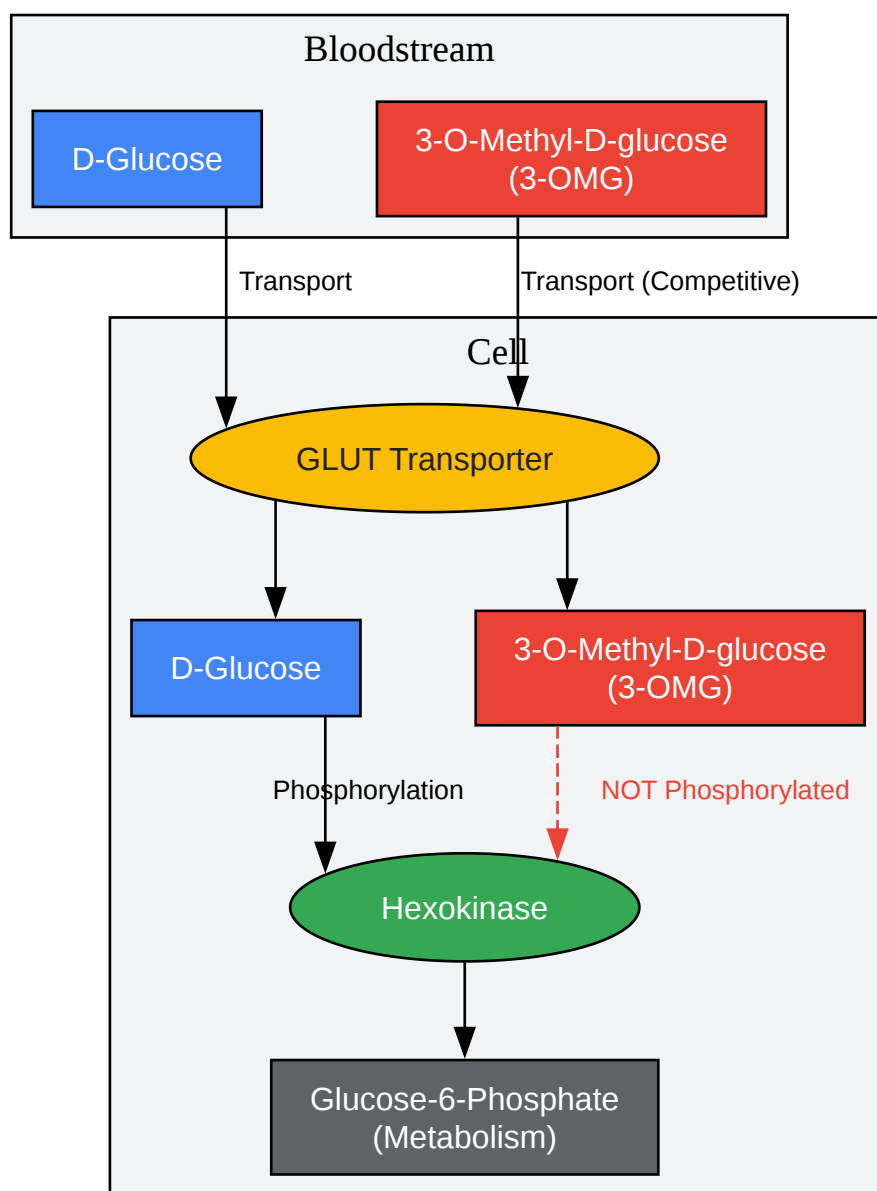 Bloodstream
D-Glucose
3-O-Methyl-D-glucose
(3-OMG)
Transport
Transport (Competitive)
Cell
GLUT Transporter
D-Glucose
3-O-Methyl-D-glucose
(3-OMG)
Phosphorylation
NOT Phosphorylated
Hexokinase
Glucose-6-Phosphate
(Metabolism)